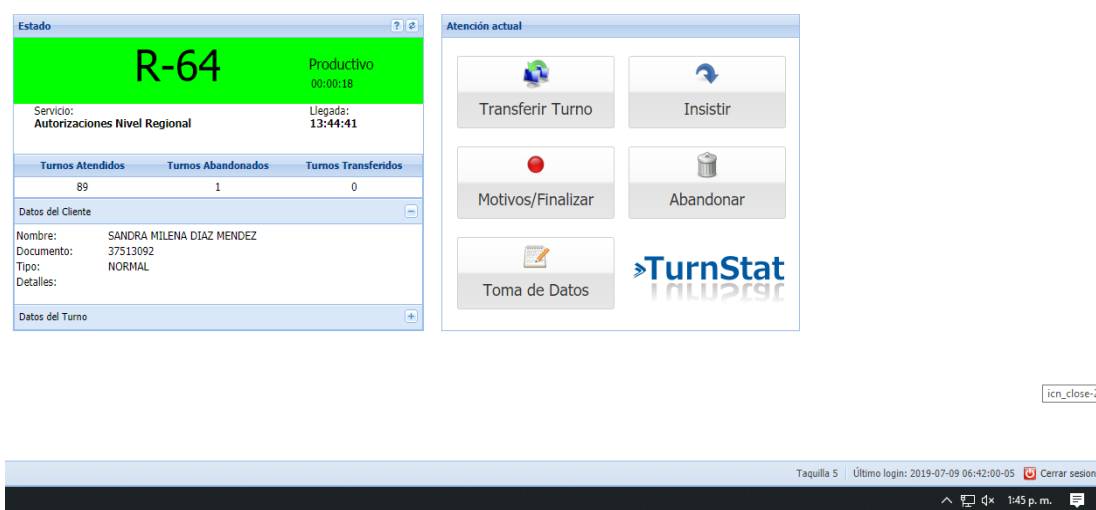 Estado
R-64
Productivo
00:00:18
Servicio:
Autorizaciones Nivel Regional
Llegada:
13:44:41
Turnos Atendidos Turnos Abandonados Turnos Transferidos
89 1 0
Datos del Cliente
Nombre: SANDRA MILENA DIAZ MENDEZ
Documento: 37513092
Tipo: NORMAL
Detalles:
Datos del Turno
Atención actual
Transferir Turno
Insistir
Motivos/Finalizar
Abandonar
Toma de Datos
»TurnStat
icn_close-2
Taquilla 5 Último login: 2019-07-09 06:42:00-05 Cerrar sesion
1:45 p. m.